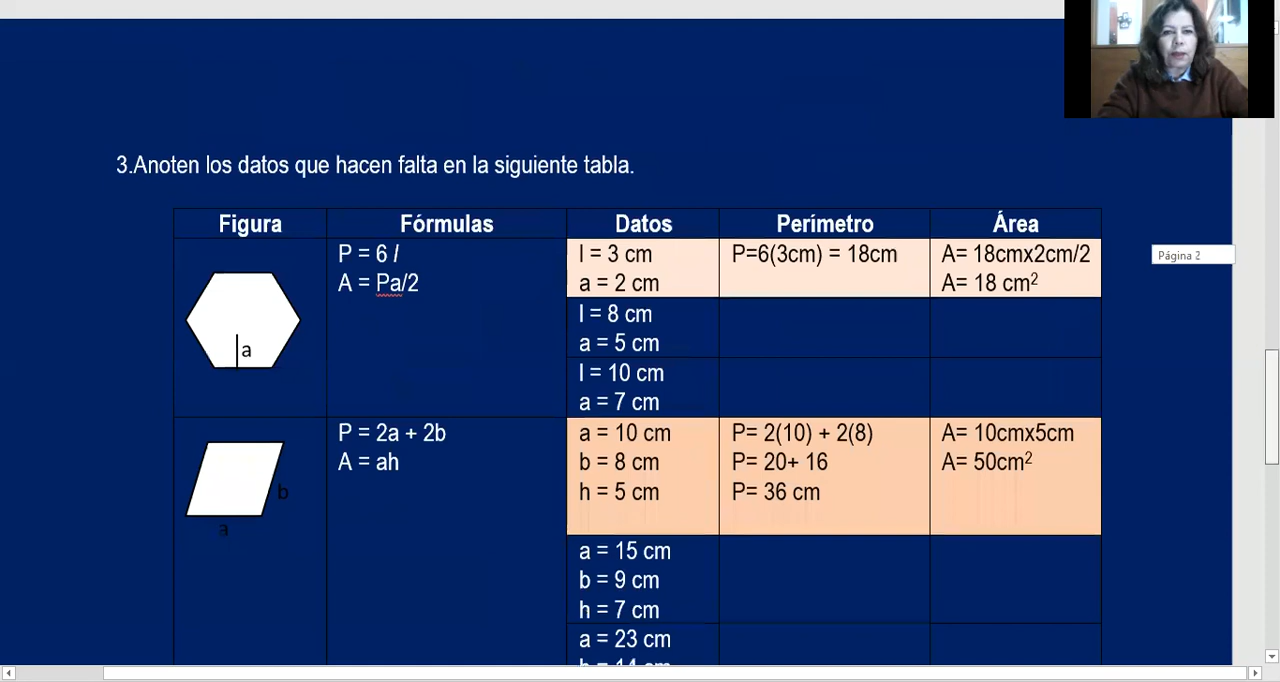 3.Anoten los datos que hacen falta en la siguiente tabla.
Figura Fórmulas Datos Perímetro Área
P = 6 l
A = Pa/2
l = 3 cm
a = 2 cm
P=6(3cm) = 18cm
A= 18cmx2cm/2
A= 18 cm²
Página 2
a
l = 8 cm
a = 5 cm
l = 10 cm
a = 7 cm
P = 2a + 2b
A = ah
a = 10 cm
b = 8 cm
h = 5 cm
P= 2(10) + 2(8)
P= 20+ 16
P= 36 cm
A= 10cmx5cm
A= 50cm²
b
a
a = 15 cm
b = 9 cm
h = 7 cm
a = 23 cm
b = 14 cm